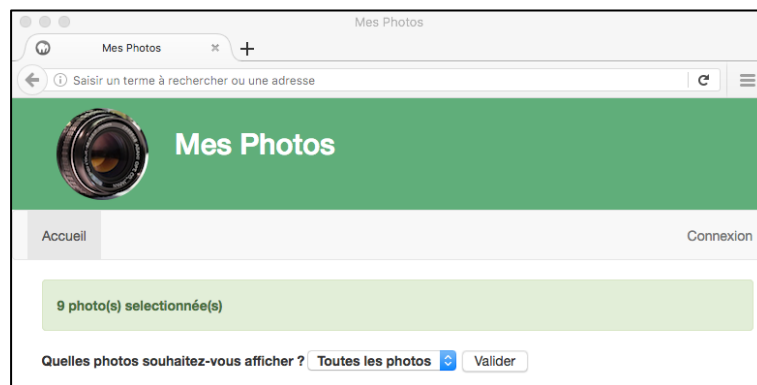 Mes Photos
Mes Photos
Saisir un terme à rechercher ou une adresse
Mes Photos
Accueil Connexion
9 photo(s) selectionnée(s)
Quelles photos souhaitez-vous afficher ? Toutes les photos Valider